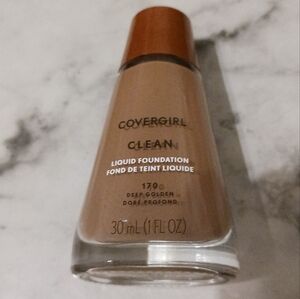 COVERGIRL
CLEAN
LIQUID FOUNDATION
FOND DE TEINT LIQUIDE
170
DEEP GOLDEN
DORÉ PROFOND
30 mL (1 FL OZ)